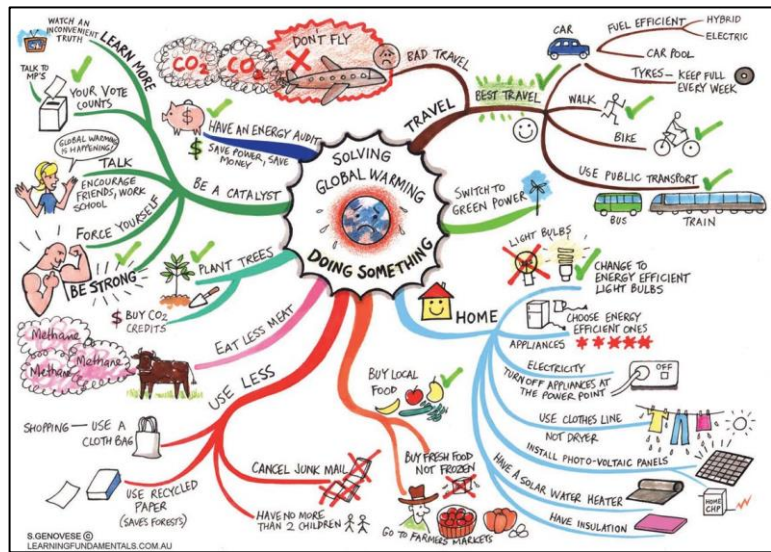 SOLVING
GLOBAL WARMING
DOING SOMETHING
WATCH AN
INCONVENIENT
TRUTH
LEARN MORE
TALK TO
MP'S
YOUR VOTE
COUNTS
GLOBAL WARMING
IS HAPPENING!
TALK
ENCOURAGE
FRIENDS, WORK
SCHOOL
FORCE YOURSELF
BE STRONG
BE A CATALYST
CO2
CO2
DON'T FLY
BAD TRAVEL
TRAVEL
BEST TRAVEL
CAR
FUEL EFFICIENT
HYBRID
ELECTRIC
CAR POOL
TYRES — KEEP FULL
EVERY WEEK
WALK
BIKE
USE PUBLIC TRANSPORT
BUS
TRAIN
HAVE AN ENERGY AUDIT
$ SAVE POWER, SAVE
MONEY
SWITCH TO
GREEN POWER
PLANT TREES
$ BUY CO2
CREDITS
EAT LESS MEAT
Methane
Methane
Methane
USE LESS
SHOPPING — USE A
CLOTH BAG
USE RECYCLED
PAPER
(SAVES FORESTS)
CANCEL JUNK MAIL
HAVE NO MORE
THAN 2 CHILDREN
BUY LOCAL
FOOD
BUY FRESH FOOD
NOT FROZEN
GO TO FARMERS MARKETS
HOME
LIGHT BULBS
CHANGE TO
ENERGY EFFICIENT
LIGHT BULBS
APPLIANCES
CHOOSE ENERGY
EFFICIENT ONES
ELECTRICITY
TURN OFF APPLIANCES AT
THE POWER POINT
OFF
USE CLOTHES LINE
NOT DRYER
INSTALL PHOTO-VOLTAIC PANELS
HOME
CHP
HAVE A SOLAR WATER HEATER
HAVE INSULATION
S.GENOVESE ©
LEARNINGFUNDAMENTALS.COM.AU